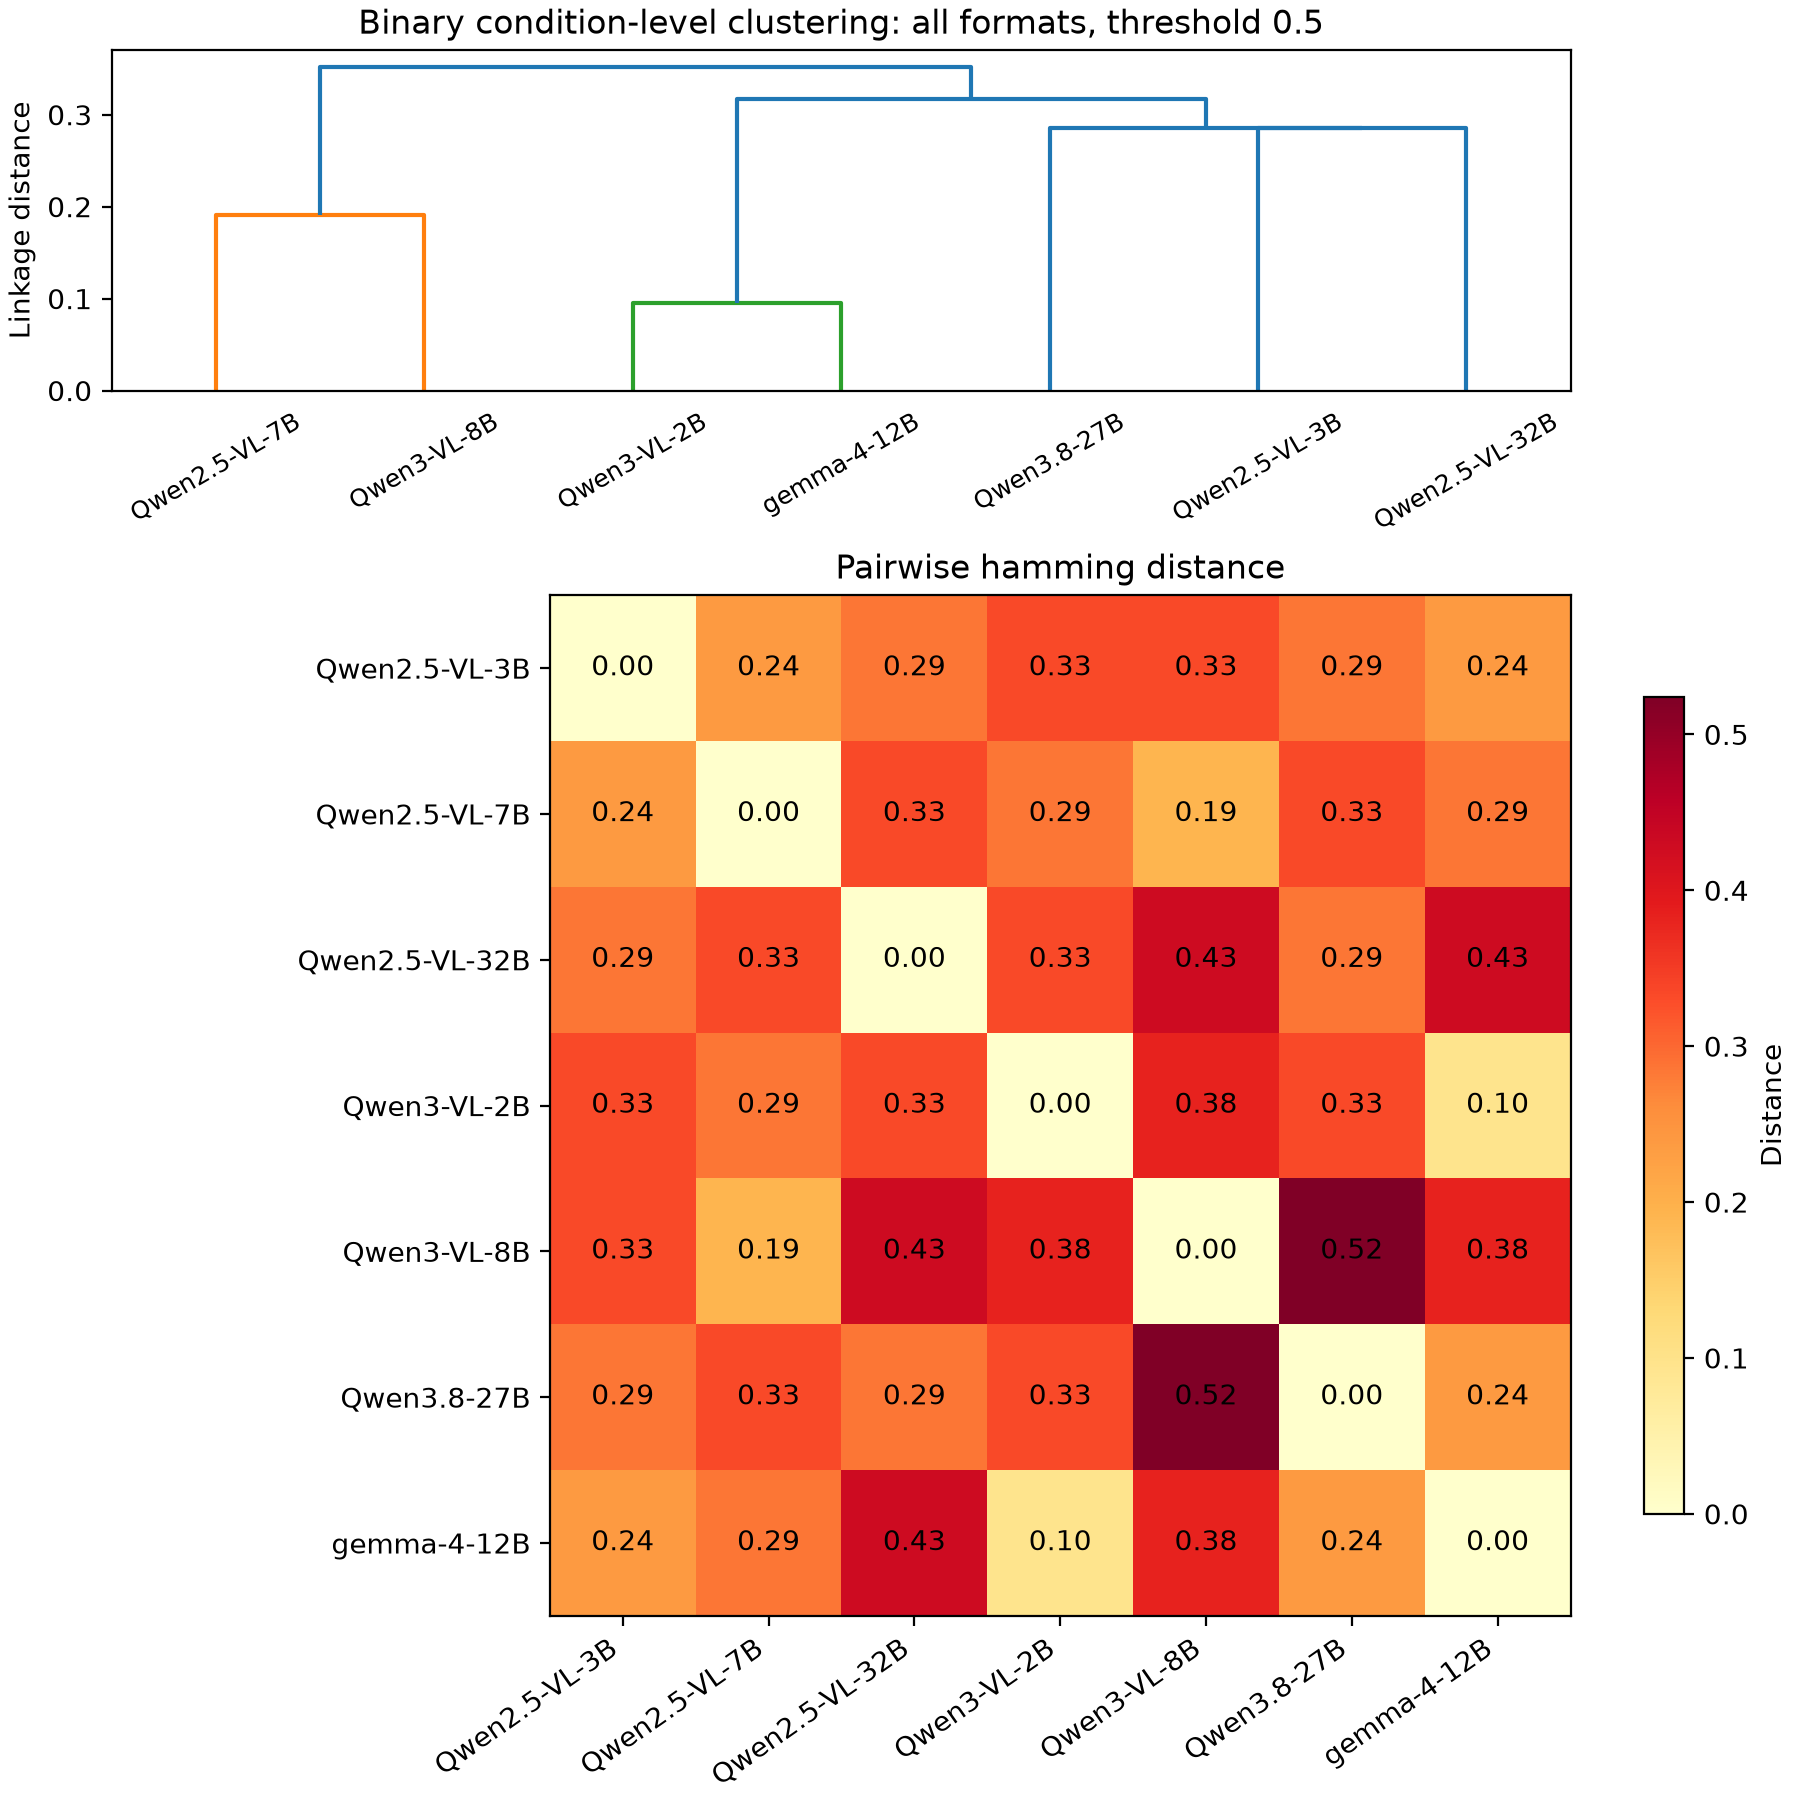 Binary condition-level clustering: all formats, threshold 0.5
Linkage distance
0.3
0.2
0.1
0.0
Qwen2.5-VL-7B
Qwen3-VL-8B
Qwen3-VL-2B
gemma-4-12B
Qwen3.8-27B
Qwen2.5-VL-3B
Qwen2.5-VL-32B
Pairwise hamming distance
Qwen2.5-VL-3B 0.00 0.24 0.29 0.33 0.33 0.29 0.24
Qwen2.5-VL-7B 0.24 0.00 0.33 0.29 0.19 0.33 0.29
Qwen2.5-VL-32B 0.29 0.33 0.00 0.33 0.43 0.29 0.43
Qwen3-VL-2B 0.33 0.29 0.33 0.00 0.38 0.33 0.10
Qwen3-VL-8B 0.33 0.19 0.43 0.38 0.00 0.52 0.38
Qwen3.8-27B 0.29 0.33 0.29 0.33 0.52 0.00 0.24
gemma-4-12B 0.24 0.29 0.43 0.10 0.38 0.24 0.00
Qwen2.5-VL-3B
Qwen2.5-VL-7B
Qwen2.5-VL-32B
Qwen3-VL-2B
Qwen3-VL-8B
Qwen3.8-27B
gemma-4-12B
0.5
0.4
0.3
0.2
0.1
0.0
Distance